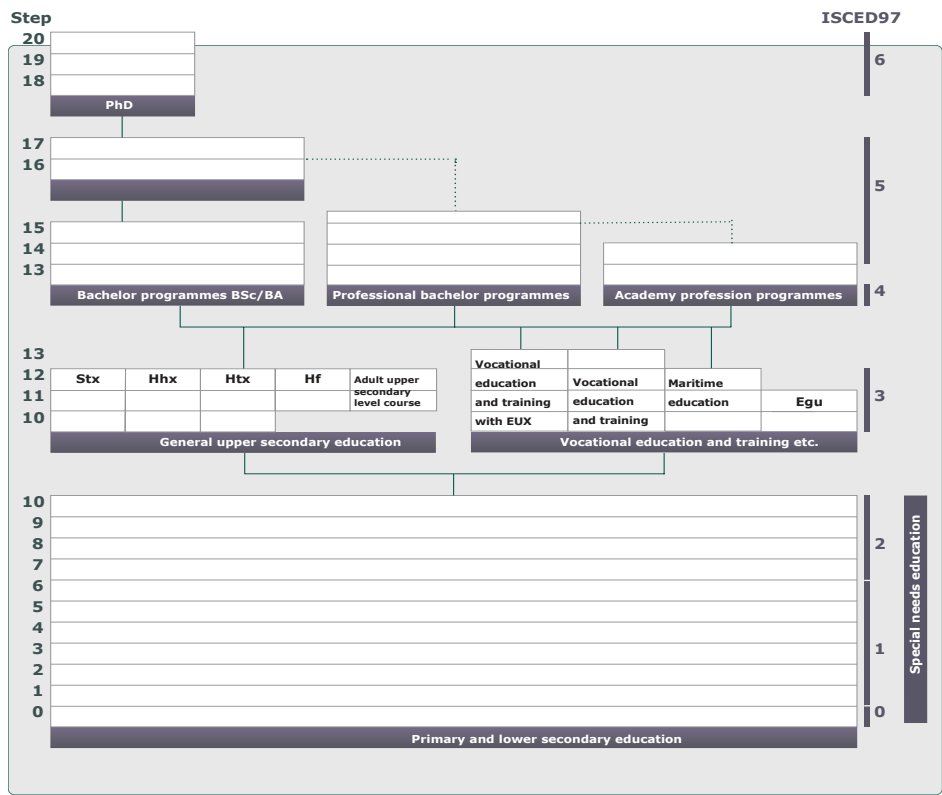 Step
ISCED97
20
19
18
6
PhD
17
16
5
15
14
13
Bachelor programmes BSc/BA
Professional bachelor programmes
Academy profession programmes
4
13
12
11
10
Stx
Hhx
Htx
Hf
Adult upper
secondary
level course
Vocational
education
and training
with EUX
Vocational
education
and training
Maritime
education
Egu
3
General upper secondary education
Vocational education and training etc.
10
9
8
7
6
5
4
3
2
1
0
2
1
0
Special needs education
Primary and lower secondary education